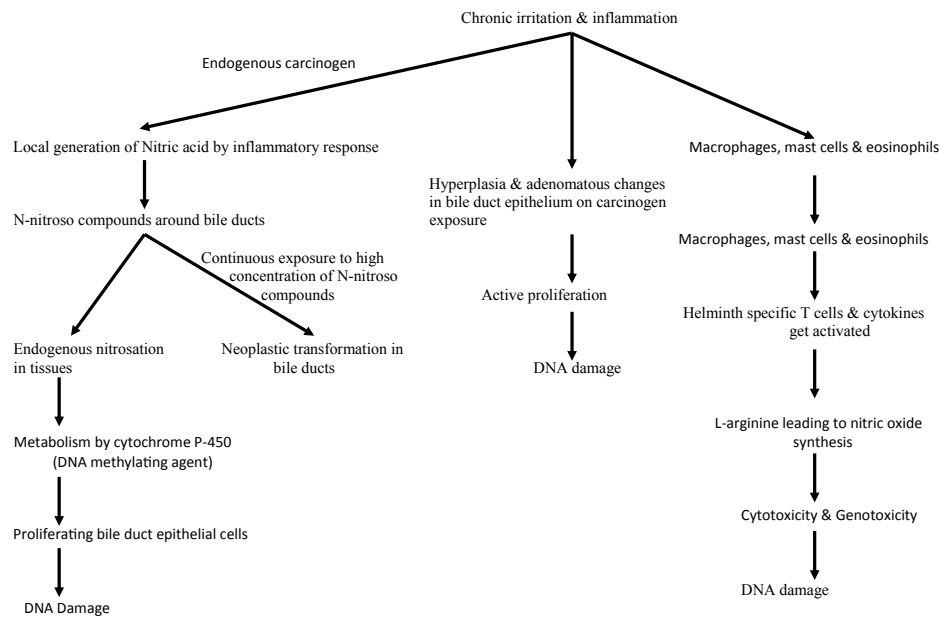 Chronic irritation & inflammation
Endogenous carcinogen
Local generation of Nitric acid by inflammatory response
N-nitroso compounds around bile ducts
Continuous exposure to high
concentration of N-nitroso
compounds
Endogenous nitrosation
in tissues
Neoplastic transformation in
bile ducts
Metabolism by cytochrome P-450
(DNA methylating agent)
Proliferating bile duct epithelial cells
DNA Damage
Hyperplasia & adenomatous changes
in bile duct epithelium on carcinogen
exposure
Active proliferation
DNA damage
Macrophages, mast cells & eosinophils
Macrophages, mast cells & eosinophils
Helminth specific T cells & cytokines
get activated
L-arginine leading to nitric oxide
synthesis
Cytotoxicity & Genotoxicity
DNA damage